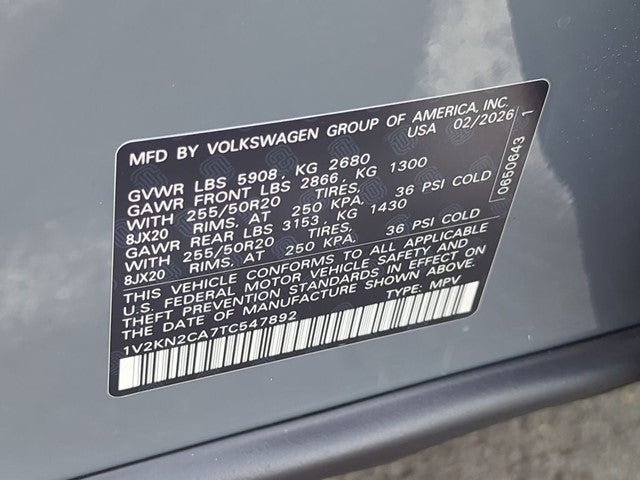 MFD BY VOLKSWAGEN GROUP OF AMERICA, INC.
USA 02/2026
GVWR LBS 5908, KG 2680
GAWR FRONT LBS 2866, KG 1300
WITH 255/50R20 TIRES,
8JX20 RIMS, AT 250 KPA, 36 PSI COLD
GAWR REAR LBS 3153, KG 1430
WITH 255/50R20 TIRES,
8JX20 RIMS, AT 250 KPA, 36 PSI COLD
THIS VEHICLE CONFORMS TO ALL APPLICABLE
U.S. FEDERAL MOTOR VEHICLE SAFETY AND
THEFT PREVENTION STANDARDS IN EFFECT ON
THE DATE OF MANUFACTURE SHOWN ABOVE.
1V2KN2CA7TC547892 TYPE: MPV
0650643 1